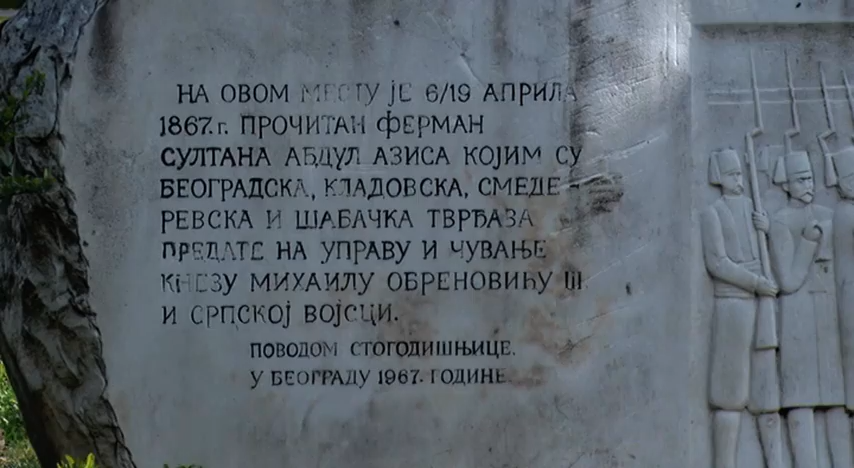 НА ОВОМ МЕСТУ ЈЕ 6/19 АПРИЛА
1867.г. ПРОЧИТАН ФЕРМАН
СУЛТАНА АБДУЛ АЗИСА КОЈИМ СУ
БЕОГРАДСКА, КЛАДОВСКА, СМЕДЕ-
РЕВСКА И ШАБАЧКА ТВРЂАЗА
ПРЕДАТЕ НА УПРАВУ И ЧУВАЊЕ
КНЕЗУ МИХАИЛУ ОБРЕНОВИЋУ III
И СРПСКОЈ ВОЈСЦИ.
ПОВОДОМ СТОГОДИШЊИЦЕ.
У БЕОГРАДУ 1967. ГОДИНЕ.